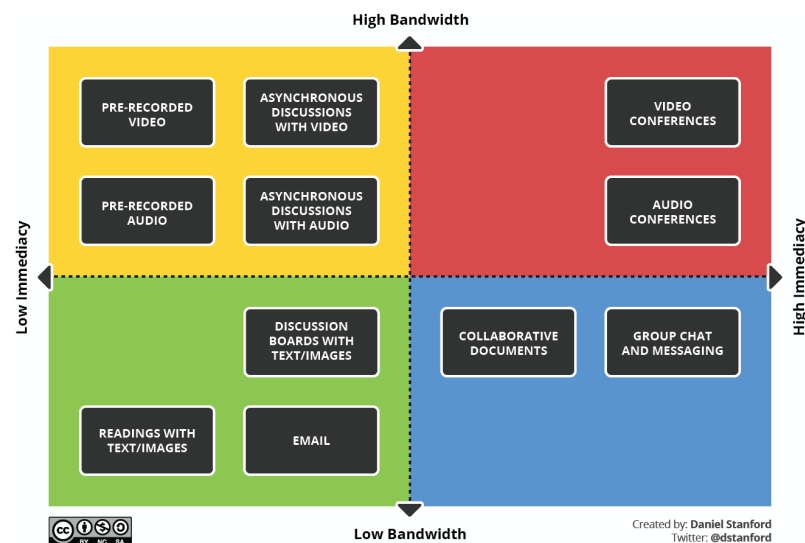 High Bandwidth
PRE-RECORDED
VIDEO
ASYNCHRONOUS
DISCUSSIONS
WITH VIDEO
VIDEO
CONFERENCES
PRE-RECORDED
AUDIO
ASYNCHRONOUS
DISCUSSIONS
WITH AUDIO
AUDIO
CONFERENCES
Low Immediacy
High Immediacy
DISCUSSION
BOARDS WITH
TEXT/IMAGES
COLLABORATIVE
DOCUMENTS
GROUP CHAT
AND MESSAGING
READINGS WITH
TEXT/IMAGES
EMAIL
Low Bandwidth
cc
BY NC SA
Created by: Daniel Stanford
Twitter: @dstanford